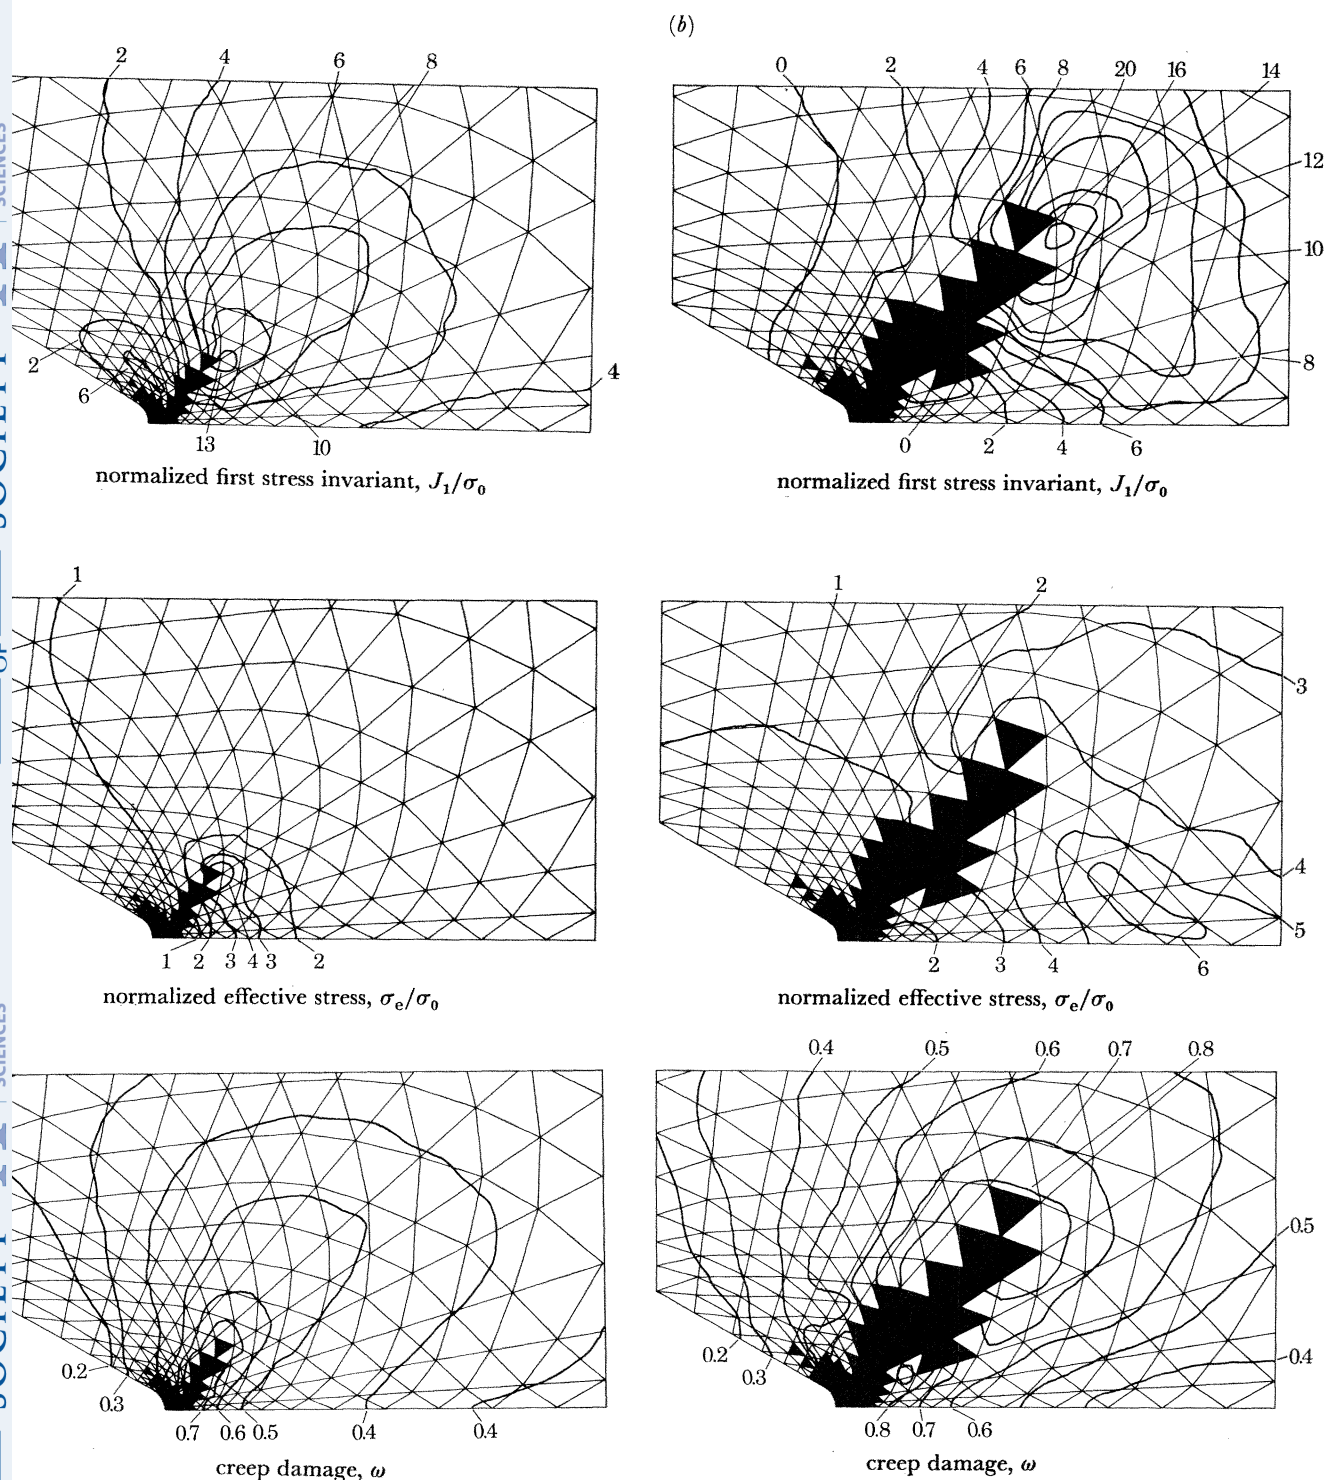 (b)
2 4 6 8
0 2 4 6 8 20 16 14
12
10
8
2
6
4
13 10
0 2 4 6
normalized first stress invariant, J₁/σ₀
normalized first stress invariant, J₁/σ₀
1
1 2
3
4
5
1 2 3 4 3 2
2 3 4 6
normalized effective stress, σₑ/σ₀
normalized effective stress, σₑ/σ₀
0.4 0.5 0.6 0.7 0.8
0.5
0.4
0.2
0.3
0.2
0.3
0.7 0.6 0.5 0.4 0.4
0.8 0.7 0.6
creep damage, ω
creep damage, ω
SCIENCES
SOCIETY
OF
SCIENCES
SOCIETY